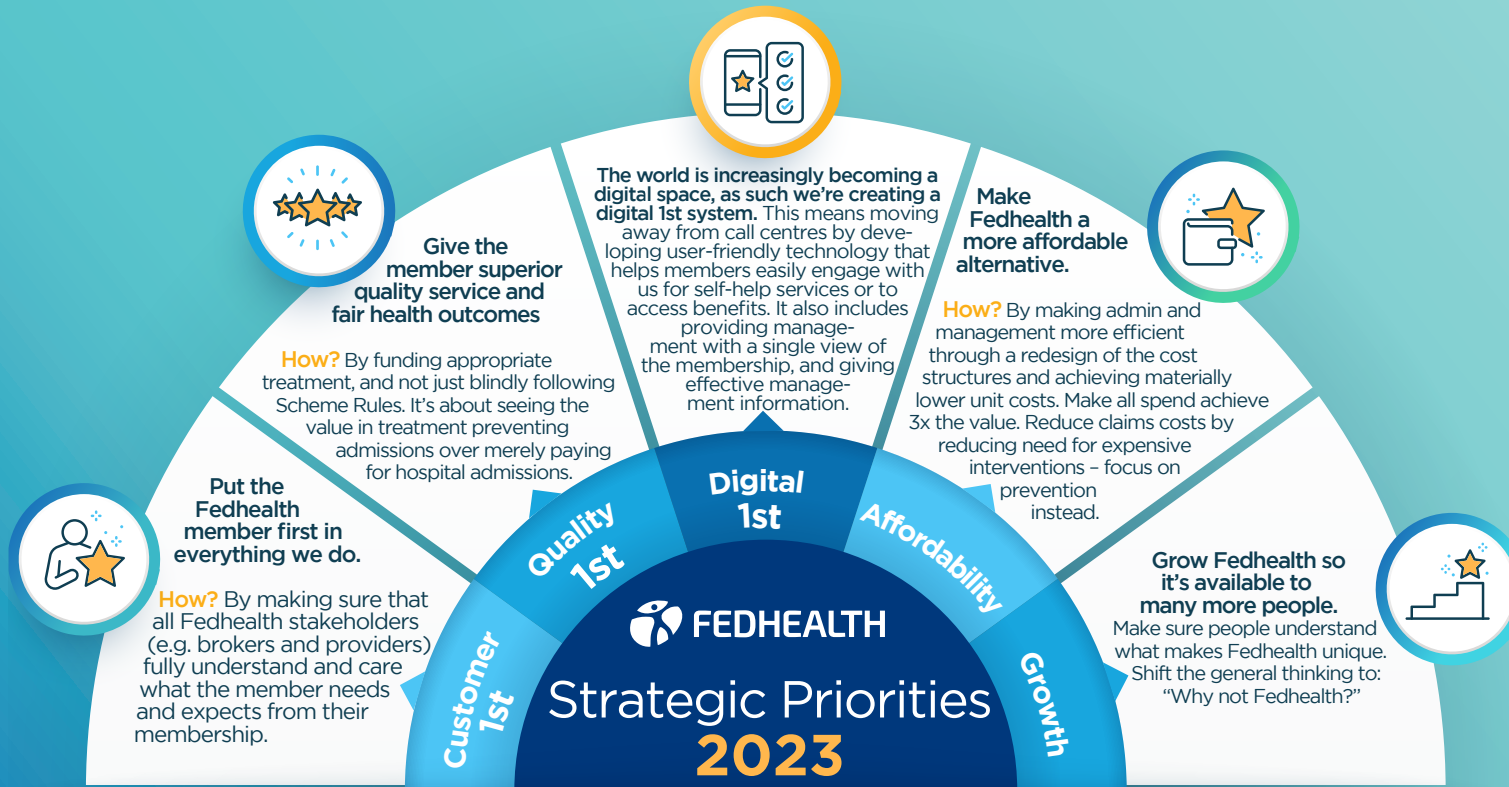 Put the
Fedhealth
member first in
everything we do.
How? By making sure that
all Fedhealth stakeholders
(e.g. brokers and providers)
fully understand and care
what the member needs
and expects from their
membership.
Customer
1st
Give the
member superior
quality service and
fair health outcomes
How? By funding appropriate
treatment, and not just blindly following
Scheme Rules. It’s about seeing the
value in treatment preventing
admissions over merely paying
for hospital admissions.
Quality
1st
The world is increasingly becoming a
digital space, as such we’re creating a
digital 1st system. This means moving
away from call centres by deve-
loping user-friendly technology that
helps members easily engage with
us for self-help services or to
access benefits. It also includes
providing manage-
ment with a single view of
the membership, and giving
effective manage-
ment information.
Digital
1st
Make
Fedhealth a
more affordable
alternative.
How? By making admin and
management more efficient
through a redesign of the cost
structures and achieving materially
lower unit costs. Make all spend achieve
3x the value. Reduce claims costs by
reducing need for expensive
interventions – focus on
prevention
instead.
Affordability
Grow Fedhealth so
it’s available to
many more people.
Make sure people understand
what makes Fedhealth unique.
Shift the general thinking to:
“Why not Fedhealth?”
Growth
FEDHEALTH
Strategic Priorities
2023